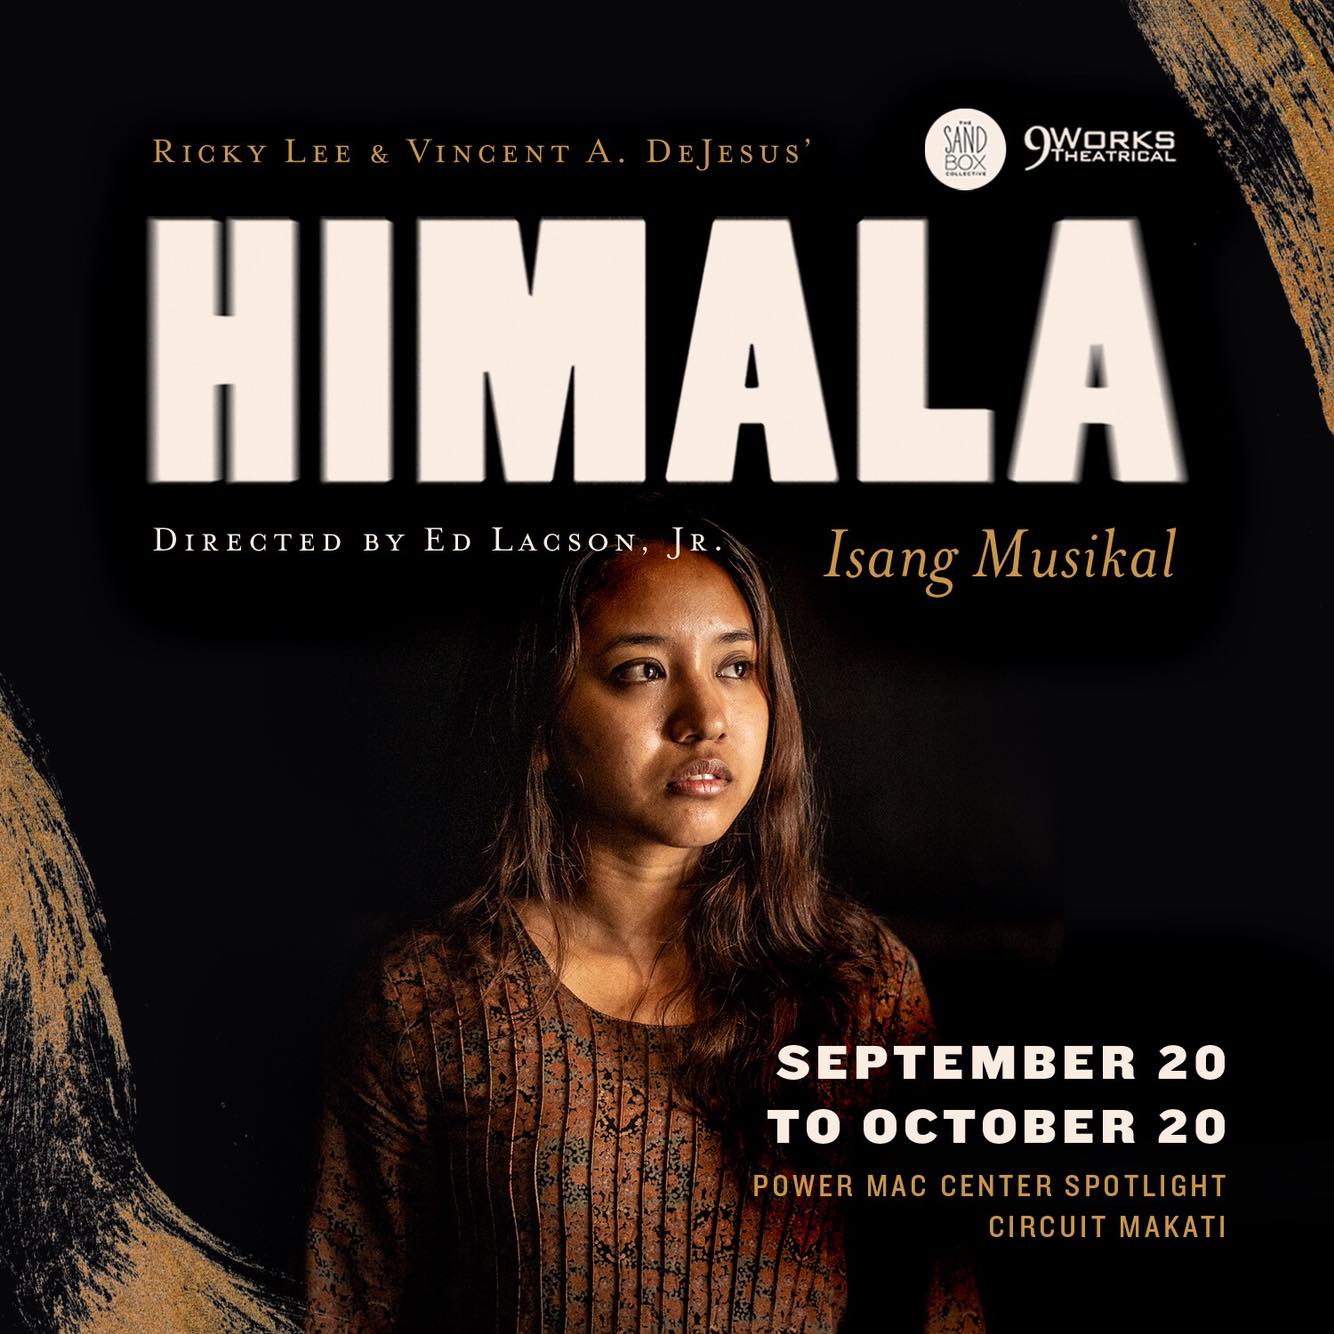 RICKY LEE & VINCENT A. DEJESUS'
THE
SAND
BOX
COLLECTIVE
9WORKS
THEATRICAL
HIMALA
DIRECTED BY ED LACSON, JR.
Isang Musikal
SEPTEMBER 20
TO OCTOBER 20
POWER MAC CENTER SPOTLIGHT
CIRCUIT MAKATI